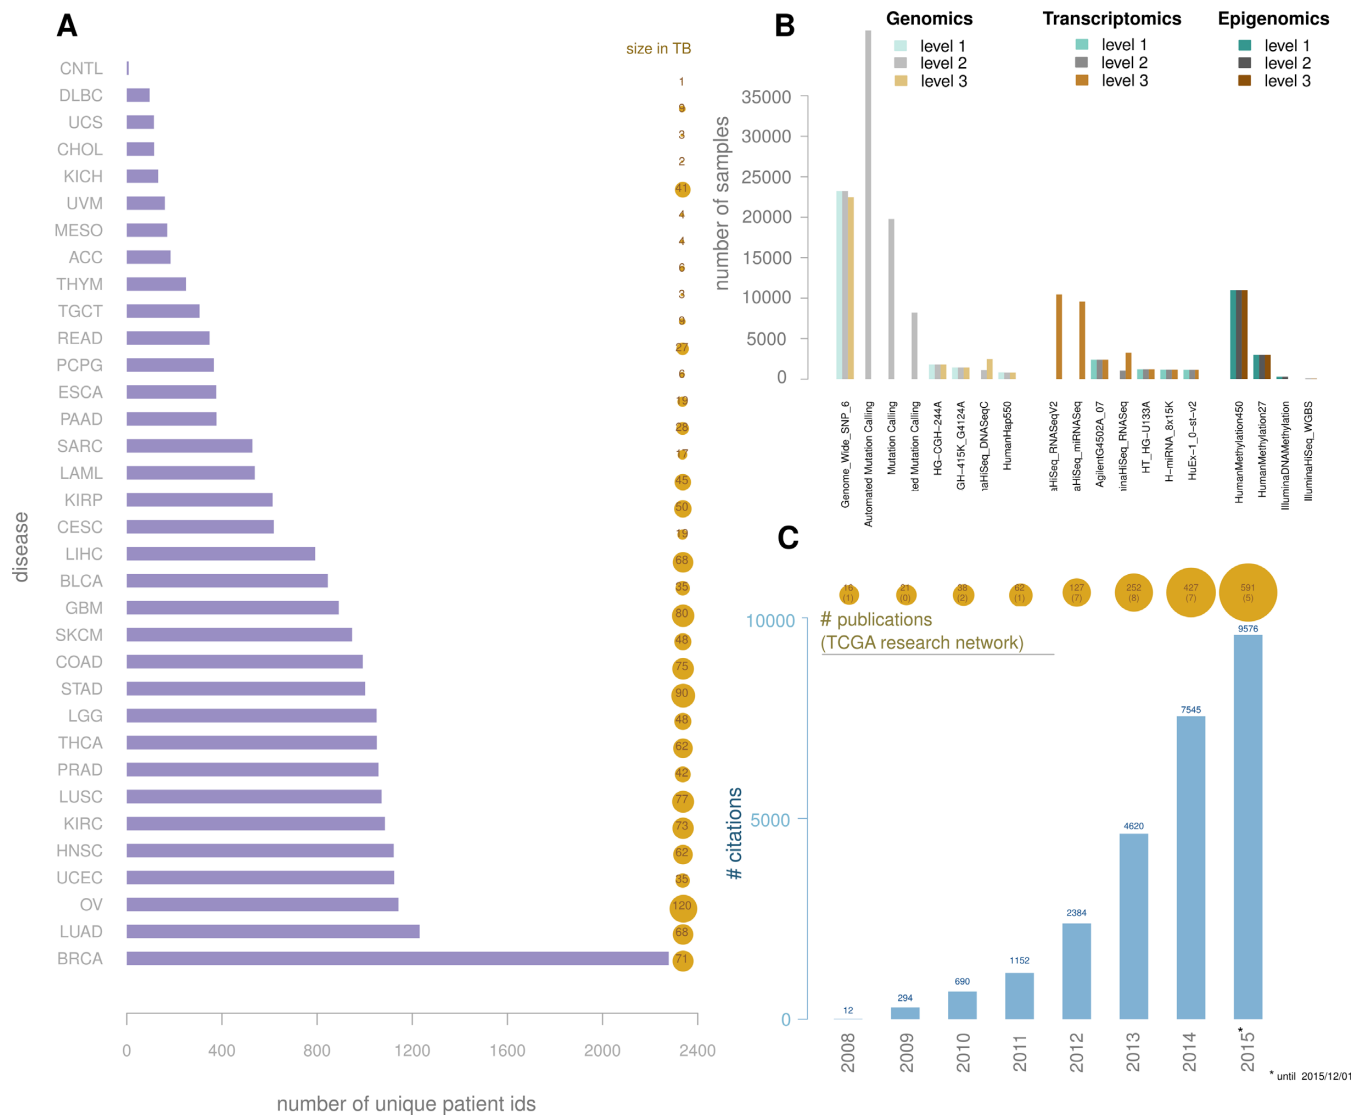 A
size in TB
CNTL
1
DLBC
9
UCS
3
CHOL
2
KICH
41
UVM
4
MESO
4
ACC
6
THYM
3
TGCT
9
READ
27
PCPG
6
ESCA
19
PAAD
28
SARC
17
LAML
45
KIRP
50
CESC
19
LIHC
68
BLCA
35
GBM
80
SKCM
48
COAD
75
STAD
90
LGG
48
THCA
62
PRAD
42
LUSC
77
KIRC
73
HNSC
62
UCEC
35
OV
120
LUAD
68
BRCA
71
disease
0 400 800 1200 1600 2000 2400
number of unique patient ids
B
Genomics
level 1
level 2
level 3
Transcriptomics
level 1
level 2
level 3
Epigenomics
level 1
level 2
level 3
number of samples
35000
30000
25000
20000
15000
10000
5000
0
Genome_Wide_SNP_6
Automated Mutation Calling
Mutation Calling
ted Mutation Calling
HG-CGH-244A
GH-415K_G4124A
naHiSeq_DNASeqC
HumanHap550
aHiSeq_RNASeqV2
aHiSeq_miRNASeq
AgilentG4502A_07
inaHiSeq_RNASeq
HT_HG-U133A
H-miRNA_8x15K
HuEx-1_0-st-v2
HumanMethylation450
HumanMethylation27
IlluminaDNAMethylation
IlluminaHiSeq_WGBS
C
16 (1)
21 (0)
38 (2)
62 (1)
127 (7)
252 (8)
427 (7)
591 (5)
# publications
(TCGA research network)
# citations
10000
5000
0
12
294
690
1152
2384
4620
7545
9576
2008 2009 2010 2011 2012 2013 2014 2015*
* until 2015/12/01